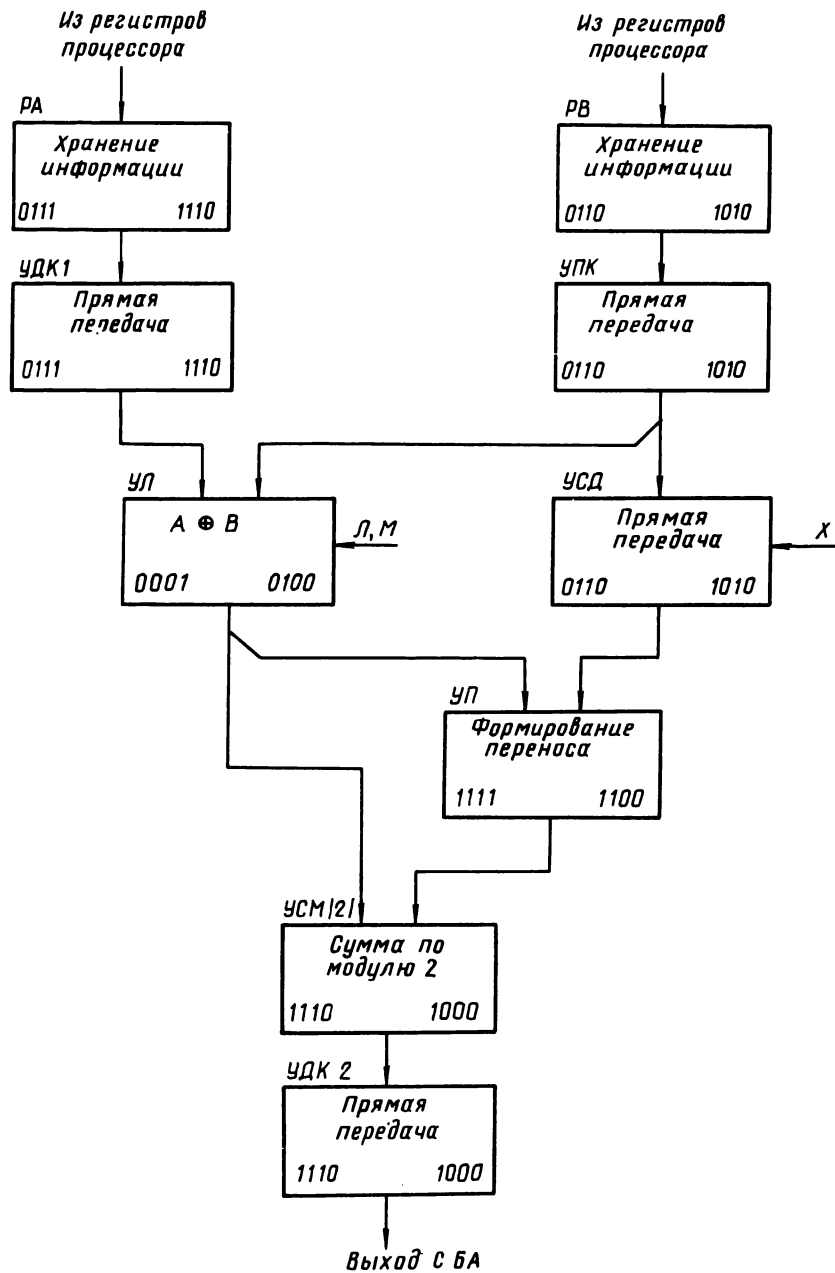 Из регистров
процессора
Из регистров
процессора
РА
Хранение
информации
0111 1110
РВ
Хранение
информации
0110 1010
УДК1
Прямая
передача
0111 1110
УПК
Прямая
передача
0110 1010
УЛ
А ⊕ В
0001 0100
Л, М
УСД
Прямая
передача
0110 1010
Х
УП
Формирование
переноса
1111 1100
УСМ|2|
Сумма по
модулю 2
1110 1000
УДК 2
Прямая
передача
1110 1000
Выход С БА